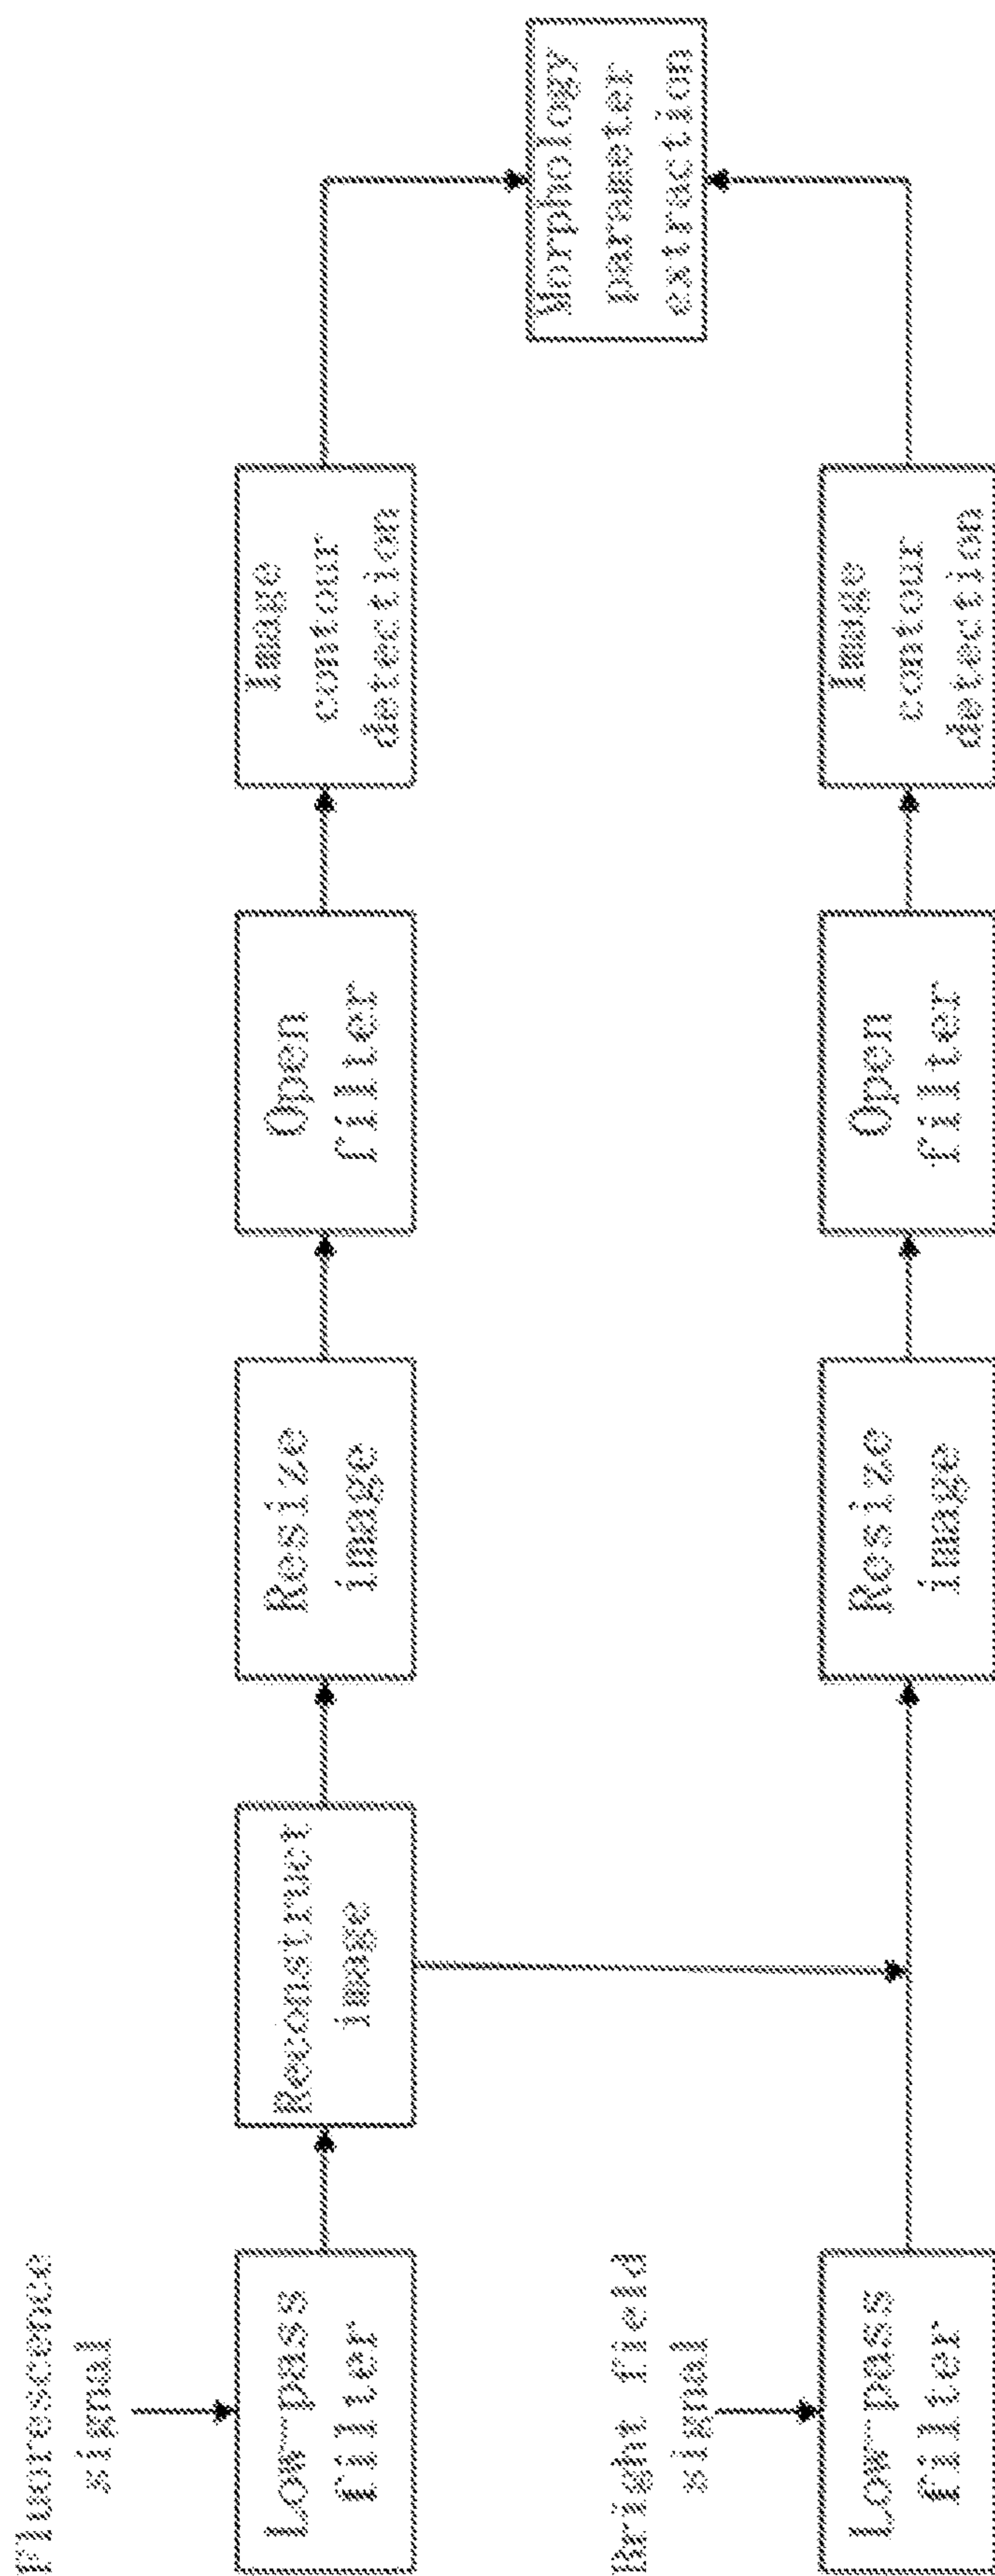 Fluorescence
signal
Low-pass
filter
Reconstruct
image
Resize
image
Open
filter
Image
contour
detection
Morphology
parameter
extraction
Bright field
signal
Low-pass
filter
Resize
image
Open
filter
Image
contour
detection